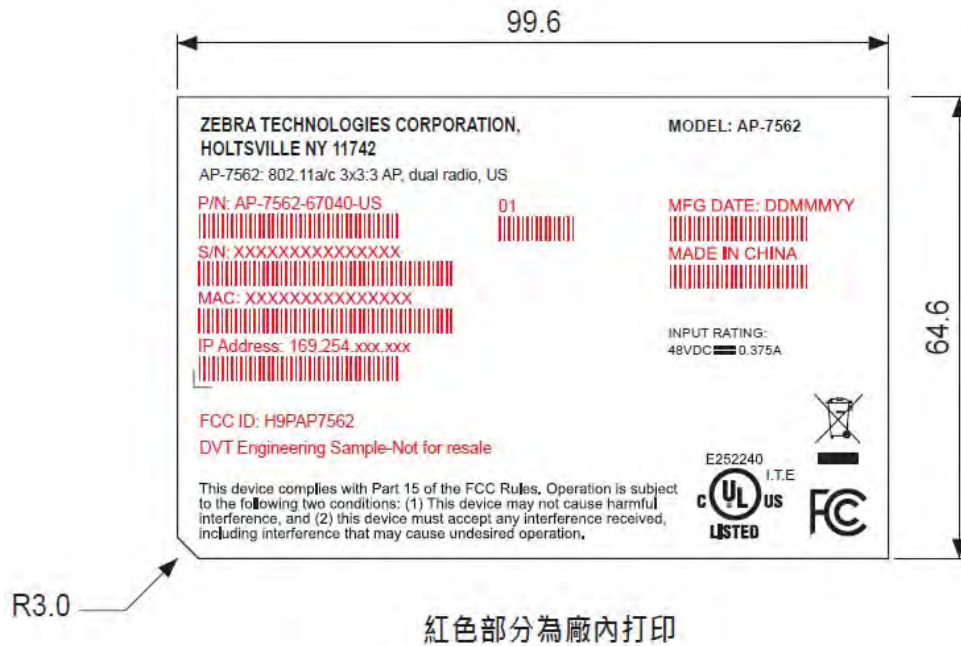 99.6
ZEBRA TECHNOLOGIES CORPORATION,
HOLTSVILLE NY 11742
MODEL: AP-7562
AP-7562: 802.11a/c 3x3:3 AP, dual radio, US
P/N: AP-7562-67040-US
01
MFG DATE: DDMMMYY
S/N: XXXXXXXXXXXXXXX
MADE IN CHINA
MAC: XXXXXXXXXXXXXXX
IP Address: 169.254.xxx.xxx
INPUT RATING:
48VDC 0.375A
64.6
FCC ID: H9PAP7562
DVT Engineering Sample-Not for resale
This device complies with Part 15 of the FCC Rules. Operation is subject
to the following two conditions: (1) This device may not cause harmful
interference, and (2) this device must accept any interference received,
including interference that may cause undesired operation.
E252240
I.T.E
C UL US
LISTED
FC
R3.0
紅色部分為廠內打印